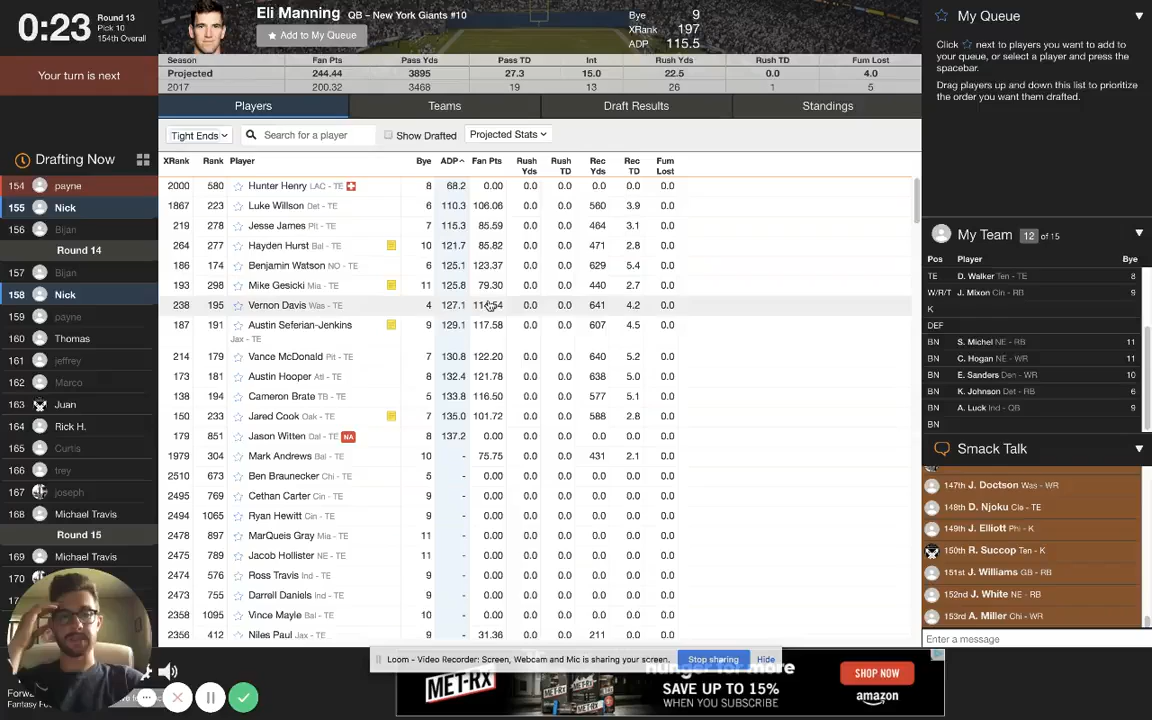 0:23
Round 13
Pick 10
154th Overall
Your turn is next
Drafting Now
154 payne
155 Nick
156 Bijan
Round 14
157 Bijan
158 Nick
159 payne
160 Thomas
161 jeffrey
162 Marco
163 Juan
164 Rick H.
165 Curtis
166 trey
167 joseph
168 Michael Travis
Round 15
169 Michael Travis
170
Eli Manning QB - New York Giants #10
Add to My Queue
Bye 9
XRank 197
ADP 115.5
Season Fan Pts Pass Yds Pass TD Int Rush Yds Rush TD Fum Lost
Projected 244.44 3895 27.3 15.0 22.5 0.0 4.0
2017 200.32 3468 19 13 26 1 5
Players Teams Draft Results Standings
Tight Ends Search for a player Show Drafted Projected Stats
XRank Rank Player Bye ADP Fan Pts Rush Yds Rush TD Rec Yds Rec TD Fum Lost
2000 580 Hunter Henry LAC - TE 8 68.2 0.00 0.0 0.0 0.0 0.0 0.0
1867 223 Luke Willson Det - TE 6 110.3 106.06 0.0 0.0 560 3.9 0.0
219 278 Jesse James Pit - TE 7 115.3 85.59 0.0 0.0 464 3.1 0.0
264 277 Hayden Hurst Bal - TE 10 121.7 85.82 0.0 0.0 471 2.8 0.0
186 174 Benjamin Watson NO - TE 6 125.1 123.37 0.0 0.0 629 5.4 0.0
193 298 Mike Gesicki Mia - TE 11 125.8 79.30 0.0 0.0 440 2.7 0.0
238 195 Vernon Davis Was - TE 4 127.1 0.0 0.0 641 4.2 0.0
187 191 Austin Seferian-Jenkins 9 129.1 117.58 0.0 0.0 607 4.5 0.0
Jax - TE
214 179 Vance McDonald Pit - TE 7 130.8 122.20 0.0 0.0 640 5.2 0.0
173 181 Austin Hooper Atl - TE 8 132.4 121.78 0.0 0.0 638 5.0 0.0
138 194 Cameron Brate TB - TE 5 133.8 116.50 0.0 0.0 577 5.1 0.0
150 233 Jared Cook Oak - TE 7 135.0 101.72 0.0 0.0 588 2.8 0.0
179 851 Jason Witten Dal - TE NA 8 137.2 0.00 0.0 0.0 0.0 0.0 0.0
1979 304 Mark Andrews Bal - TE 10 - 75.75 0.0 0.0 431 2.1 0.0
2510 673 Ben Braunecker Chi - TE 5 - 0.00 0.0 0.0 0.0 0.0 0.0
2495 769 Cethan Carter Cin - TE 9 - 0.00 0.0 0.0 0.0 0.0 0.0
2494 1065 Ryan Hewitt Cin - TE 9 - 0.00 0.0 0.0 0.0 0.0 0.0
2478 897 MarQueis Gray Mia - TE 11 - 0.00 0.0 0.0 0.0 0.0 0.0
2475 789 Jacob Hollister NE - TE 11 - 0.00 0.0 0.0 0.0 0.0 0.0
2474 576 Ross Travis Ind - TE 9 - 0.00 0.0 0.0 0.0 0.0 0.0
2473 755 Darrell Daniels Ind - TE 9 - 0.00 0.0 0.0 0.0 0.0 0.0
2358 1095 Vince Mayle Bal - TE 10 - 0.00 0.0 0.0 0.0 0.0 0.0
2356 412 Niles Paul Jax - TE 9 - 31.36 0.0 0.0 211 0.0 0.0
Loom - Video Recorder: Screen, Webcam and Mic is sharing your screen. Stop sharing Hide
MET-RX
hunger for more
SAVE UP TO 15%
WHEN YOU SUBSCRIBE
SHOP NOW
amazon
My Queue
Click next to players you want to add to
your queue, or select a player and press the
spacebar.
Drag players up and down this list to prioritize
the order you want them drafted.
My Team 12 of 15
Pos Player Bye
TE D. Walker Ten - TE 8
W/R/T J. Mixon Cin - RB 9
K
DEF
BN S. Michel NE - RB 11
BN C. Hogan NE - WR 11
BN E. Sanders Den - WR 10
BN K. Johnson Det - RB 6
BN A. Luck Ind - QB 9
BN
Smack Talk
147th J. Doctson Was - WR
148th D. Njoku Cle - TE
149th J. Elliott Phi - K
150th R. Succop Ten - K
151st J. Williams GB - RB
152nd J. White NE - RB
153rd A. Miller Chi - WR
Enter a message